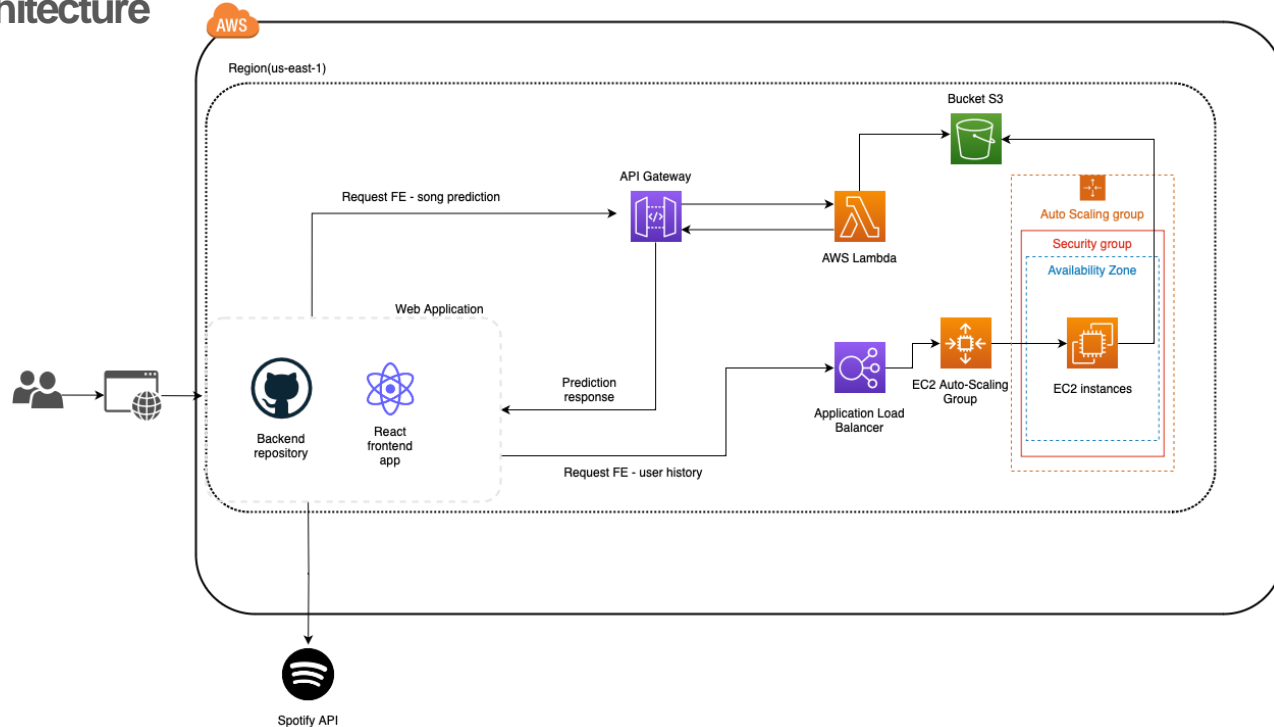 AWS
Region(us-east-1)
Bucket S3
API Gateway
Request FE - song prediction
Auto Scaling group
Security group
AWS Lambda
Availability Zone
Web Application
Prediction
response
EC2 Auto-Scaling
Group
EC2 instances
Application Load
Balancer
Backend
repository
React
frontend
app
Request FE - user history
Spotify API